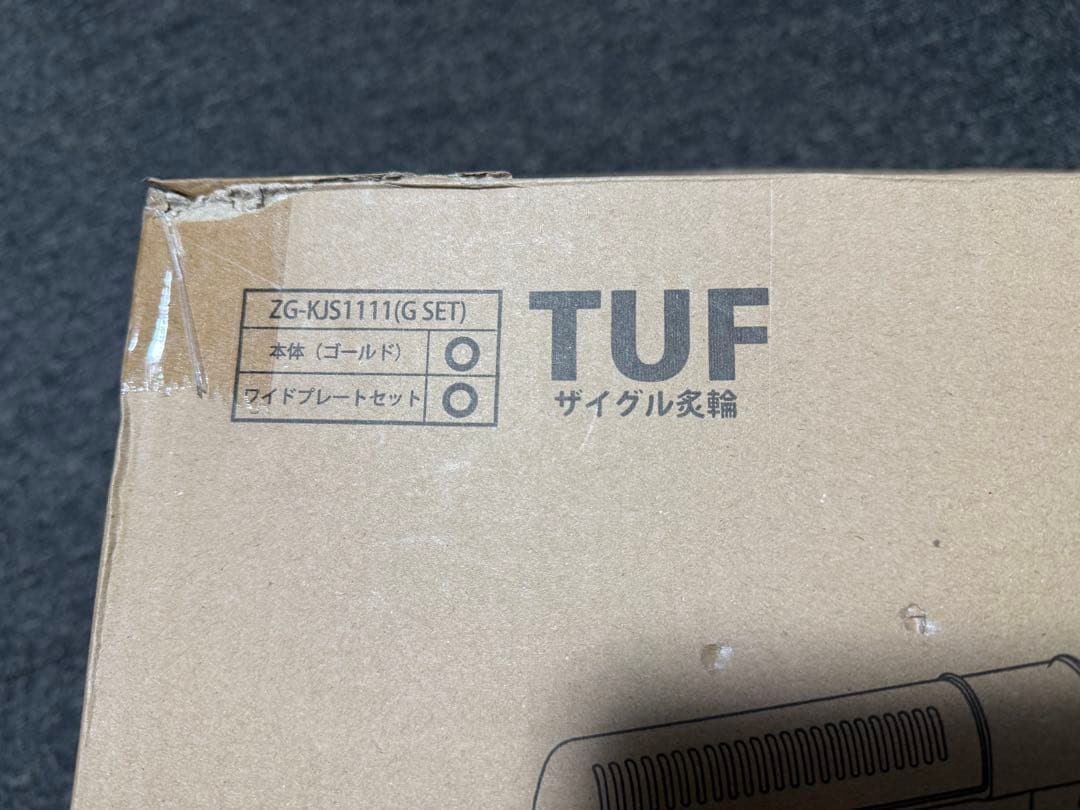 ZG-KJS1111(G SET)
本体（ゴールド）
○
ワイドプレートセット
○
TUF
ザイグル炙輪